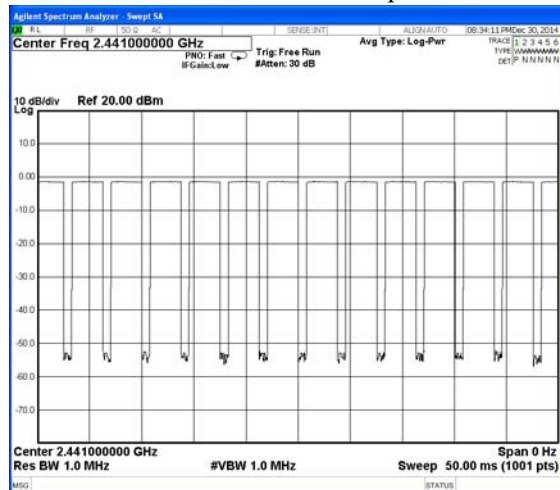 Agilent Spectrum Analyzer - Swept SA
RL RF 50 Ω AC SENSE:INT ALIGNAUTO 08:34:11 PM Dec 30, 2014
Center Freq 2.441000000 GHz
PNO: Fast
IFGain:Low
Trig: Free Run
#Atten: 30 dB
Avg Type: Log-Pwr
TRACE 1 2 3 4 5 6
TYPE
DET P N N N N N
10 dB/div Ref 20.00 dBm
Log
10.0
0.00
-10.0
-20.0
-30.0
-40.0
-50.0
-60.0
-70.0
Center 2.441000000 GHz Span 0 Hz
Res BW 1.0 MHz #VBW 1.0 MHz Sweep 50.00 ms (1001 pts)
MSG STATUS